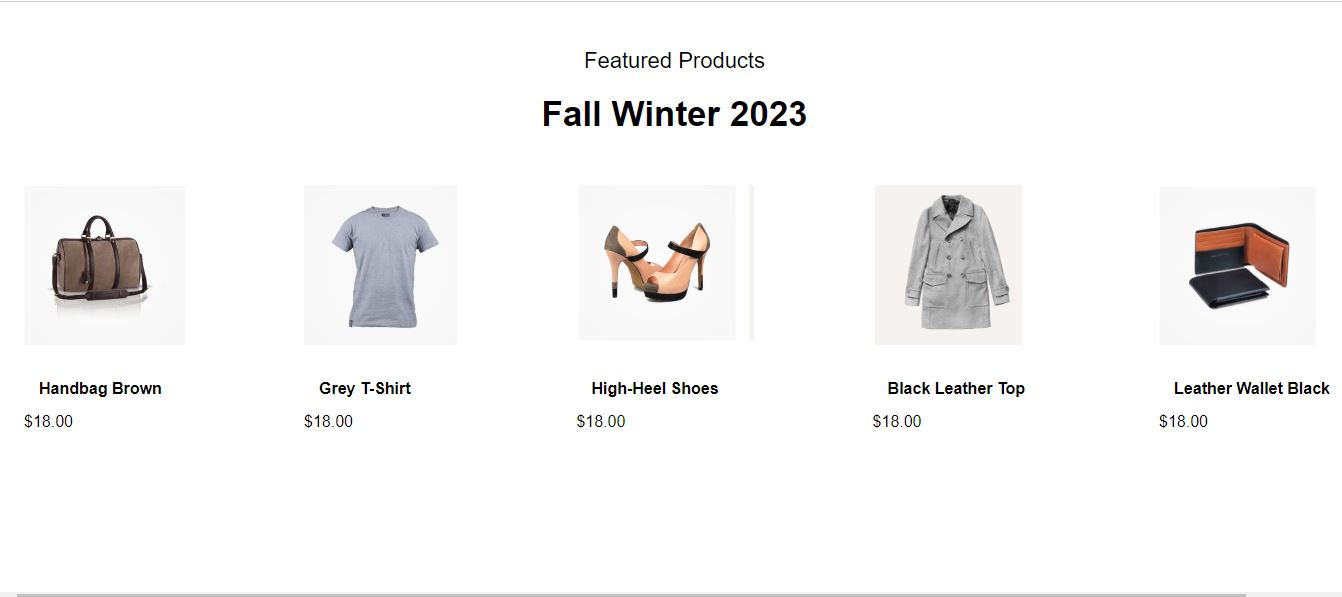 Featured Products
Fall Winter 2023
Handbag Brown
$18.00
Grey T-Shirt
$18.00
High-Heel Shoes
$18.00
Black Leather Top
$18.00
Leather Wallet Black
$18.00